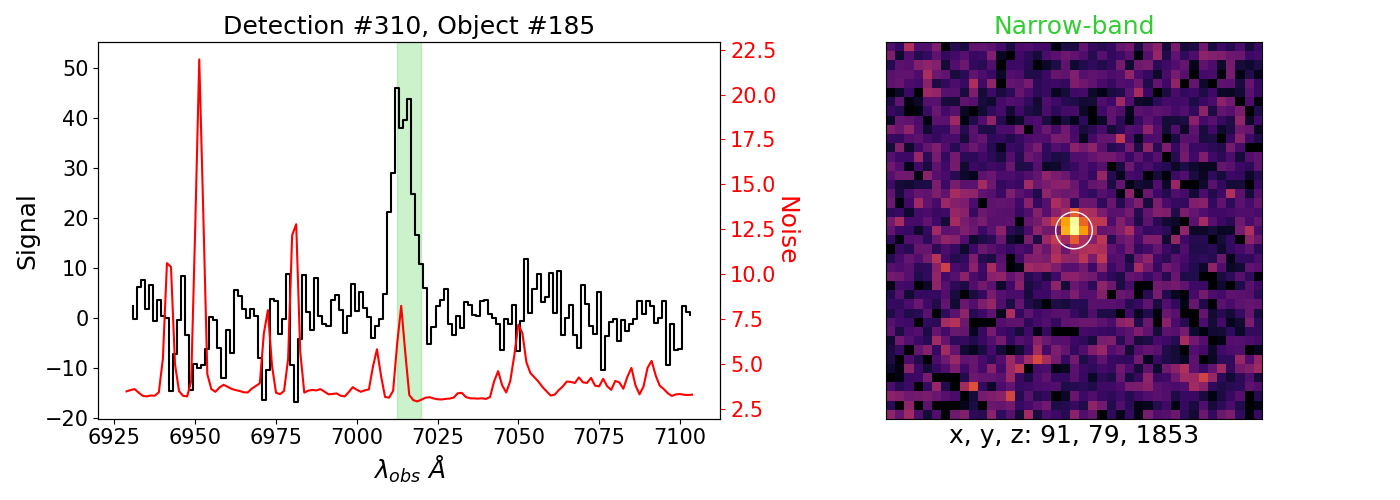 Detection #310, Object #185
Narrow-band
Signal
50
40
30
20
10
0
−10
−20
22.5
20.0
17.5
15.0
12.5
10.0
7.5
5.0
2.5
Noise
6925 6950 6975 7000 7025 7050 7075 7100
λobs Å
x, y, z: 91, 79, 1853